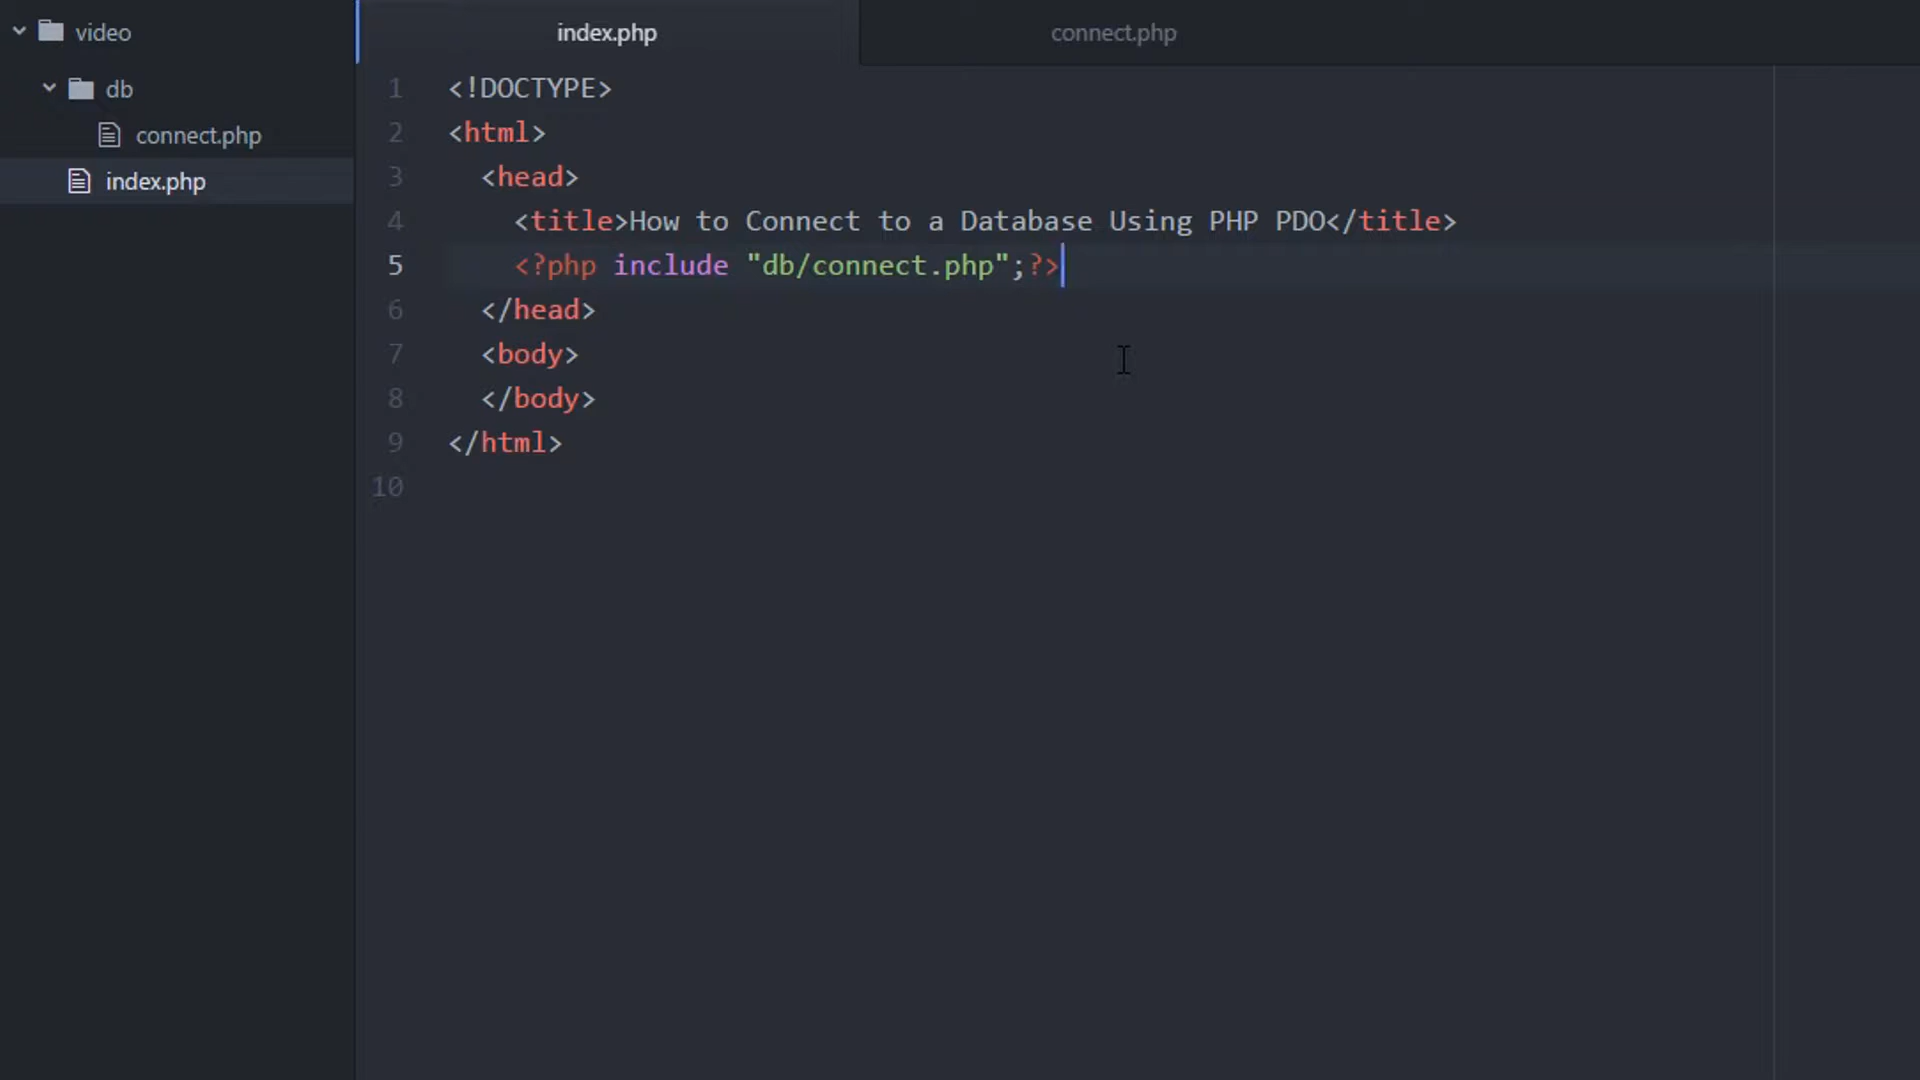 video
db
connect.php
index.php
index.php connect.php
1 <!DOCTYPE>
2 <html>
3 <head>
4 <title>How to Connect to a Database Using PHP PDO</title>
5 <?php include "db/connect.php";?>
6 </head>
7 <body>
8 </body>
9 </html>
10